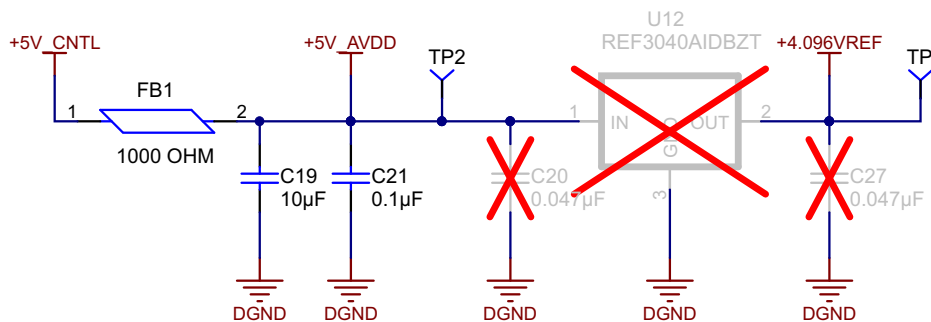 U12
REF3040AIDBZT
+5V_CNTL
+5V_AVDD
+4.096VREF
TP2
TP
FB1
1
2
1
IN
OUT
2
GND
3
1000 OHM
C19
10µF
C21
0.1µF
C20
0.047µF
C27
0.047µF
DGND
DGND
DGND
DGND
DGND